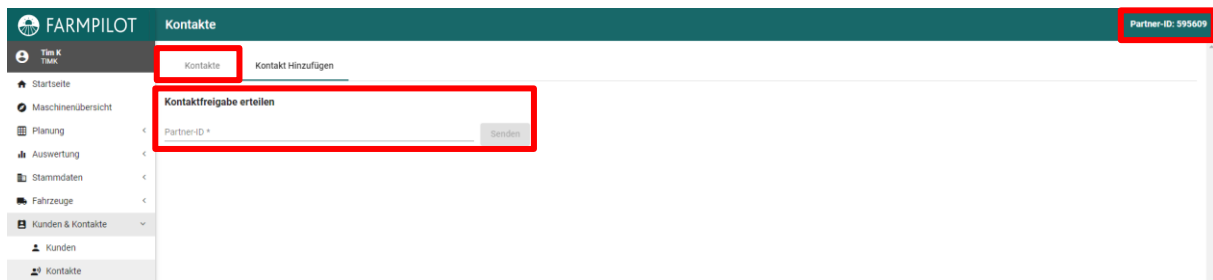 FARMPILOT
Kontakte
Partner-ID: 595609
Tim K
TIMK
Kontakte
Kontakt Hinzufügen
Startseite
Maschinenübersicht
Kontaktfreigabe erteilen
Planung
Partner-ID *
Senden
Auswertung
Stammdaten
Fahrzeuge
Kunden & Kontakte
Kunden
Kontakte